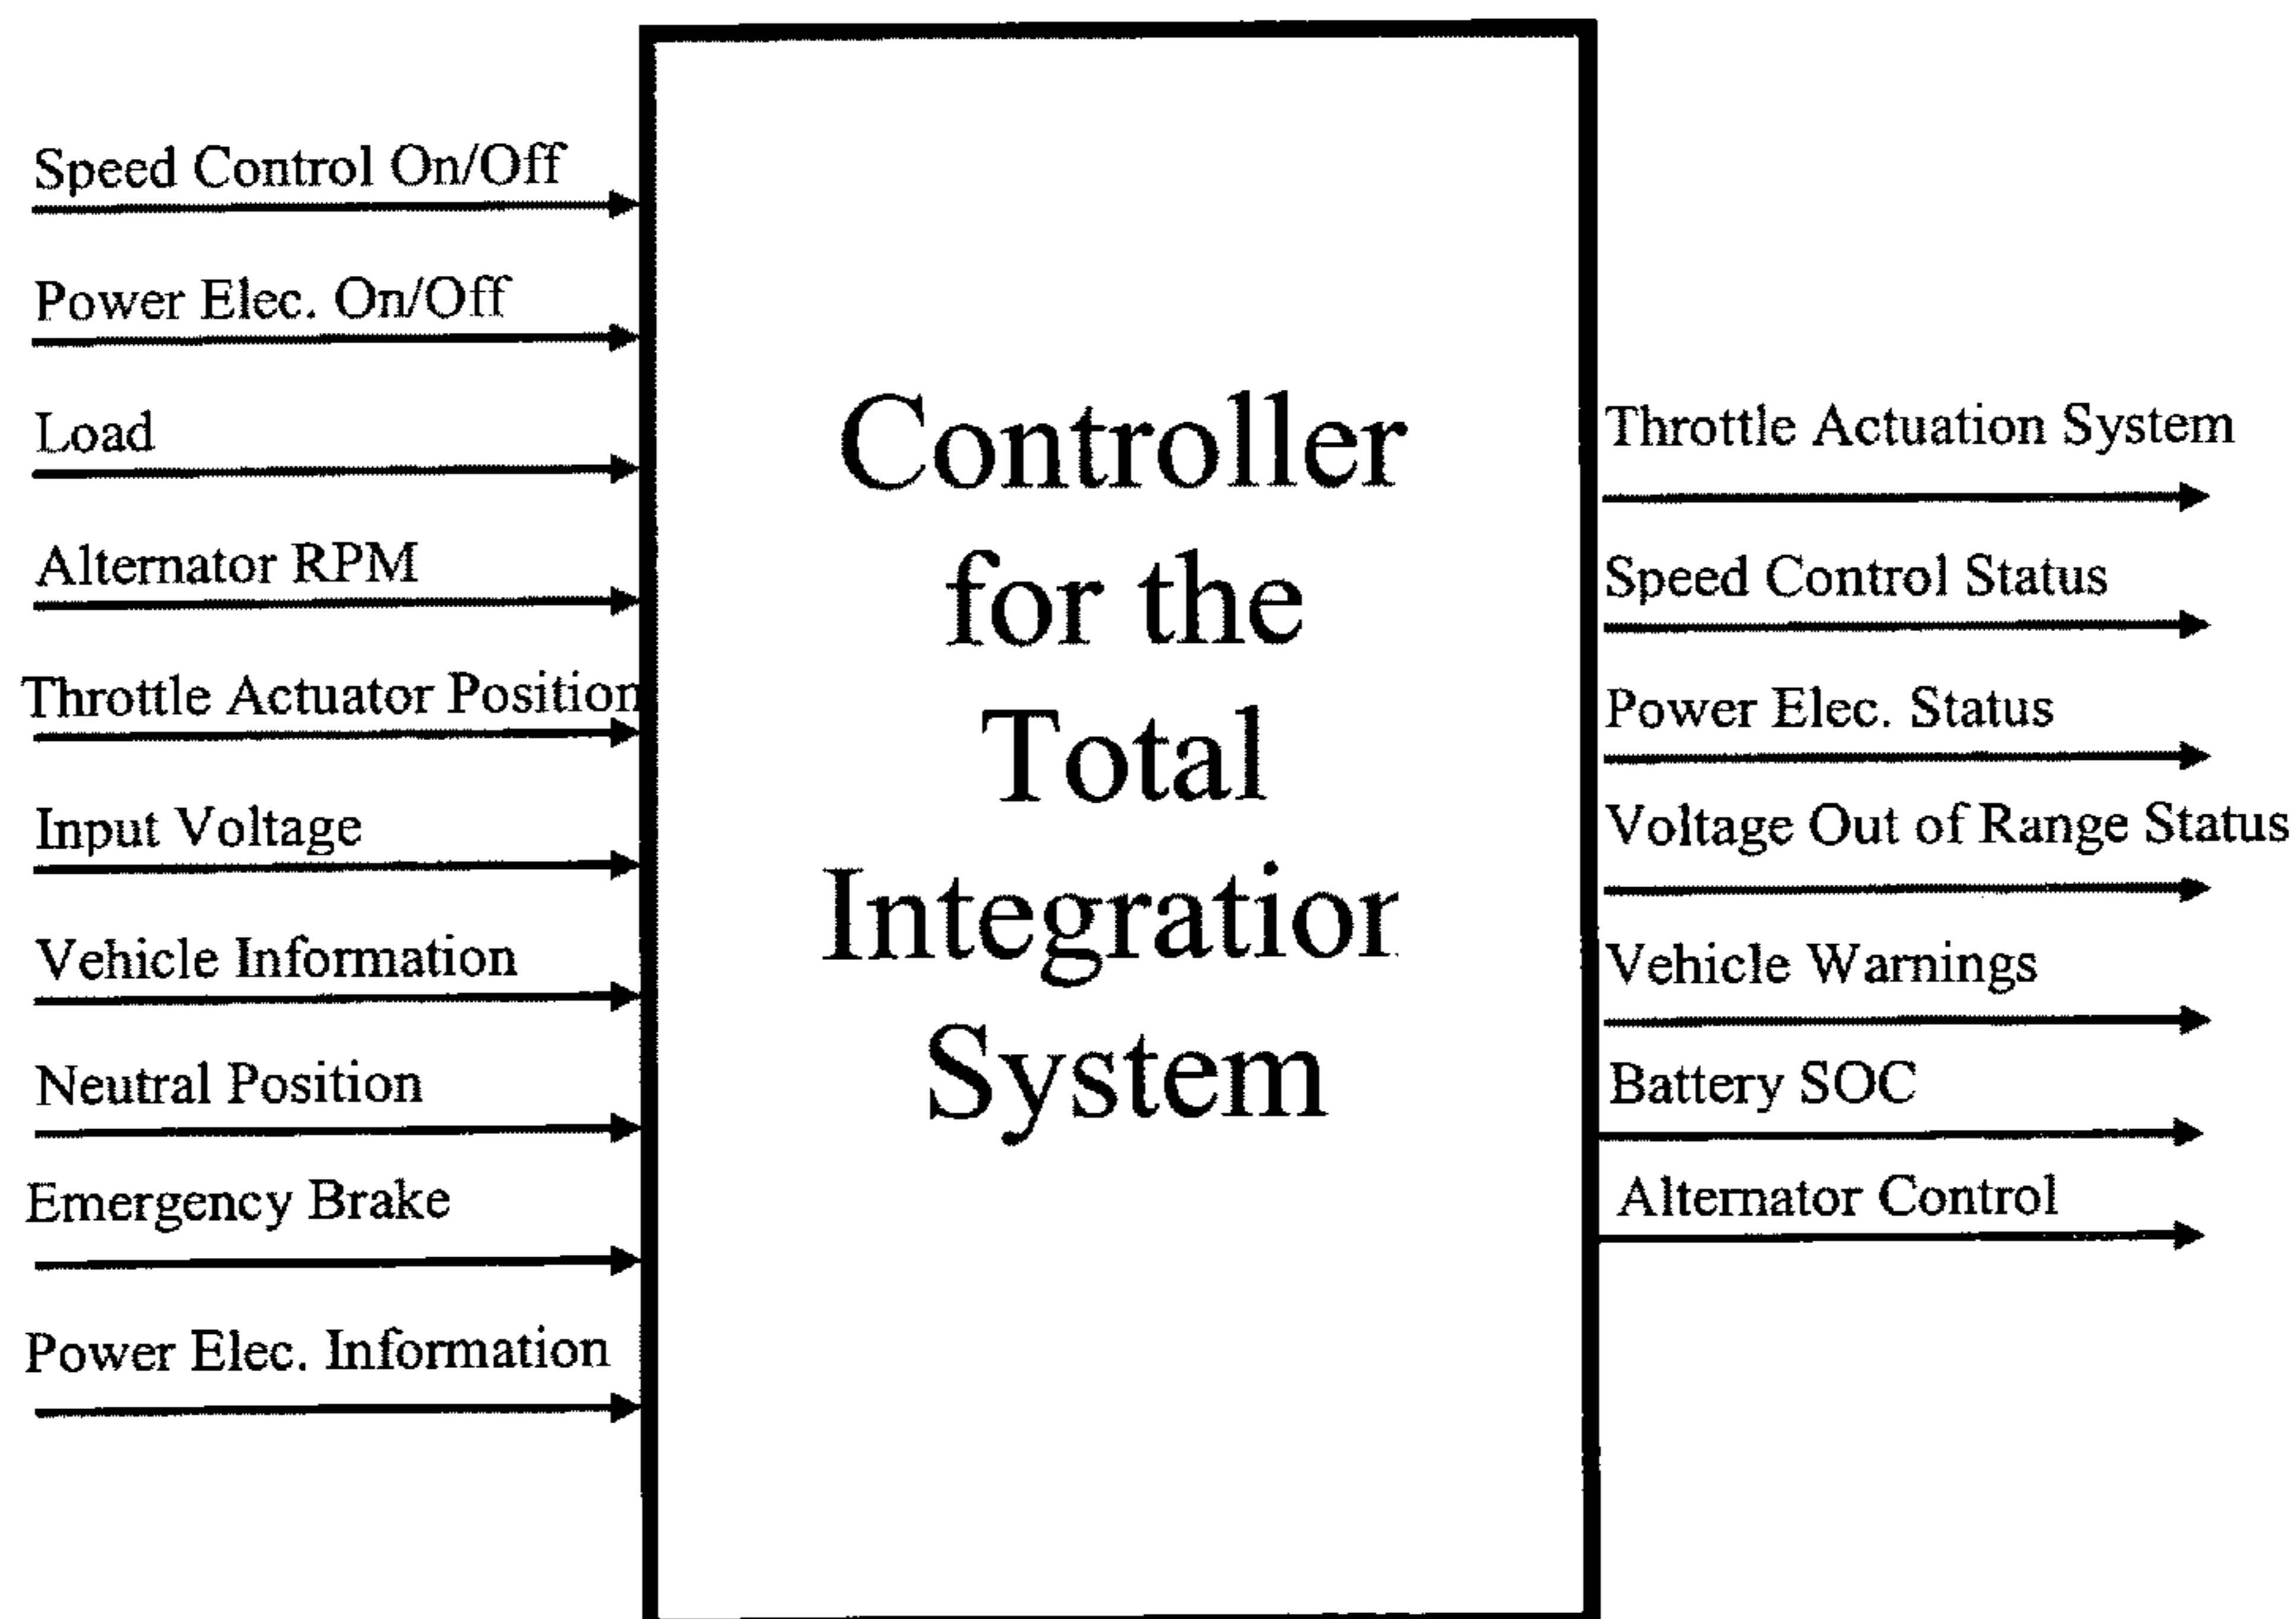 Speed Control On/Off
Power Elec. On/Off
Load
Alternator RPM
Throttle Actuator Position
Input Voltage
Vehicle Information
Neutral Position
Emergency Brake
Power Elec. Information
Controller
for the
Total
Integration
System
Throttle Actuation System
Speed Control Status
Power Elec. Status
Voltage Out of Range Status
Vehicle Warnings
Battery SOC
Alternator Control